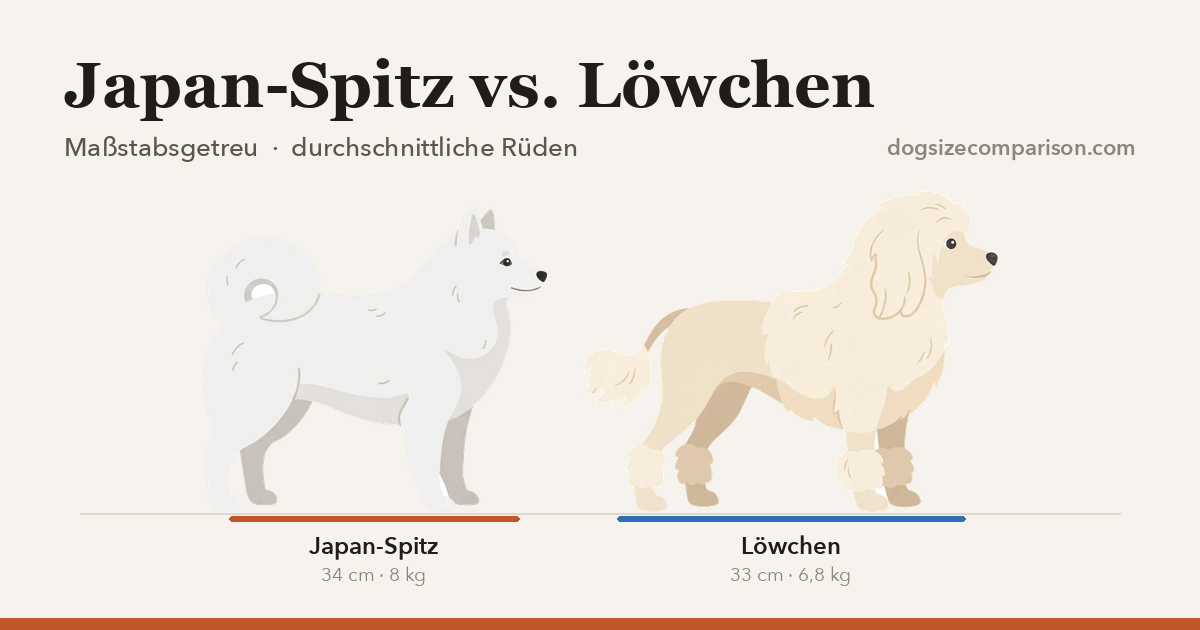 Japan-Spitz vs. Löwchen
Maßstabsgetreu · durchschnittliche Rüden
dogsizecomparison.com
Japan-Spitz
34 cm · 8 kg
Löwchen
33 cm · 6,8 kg